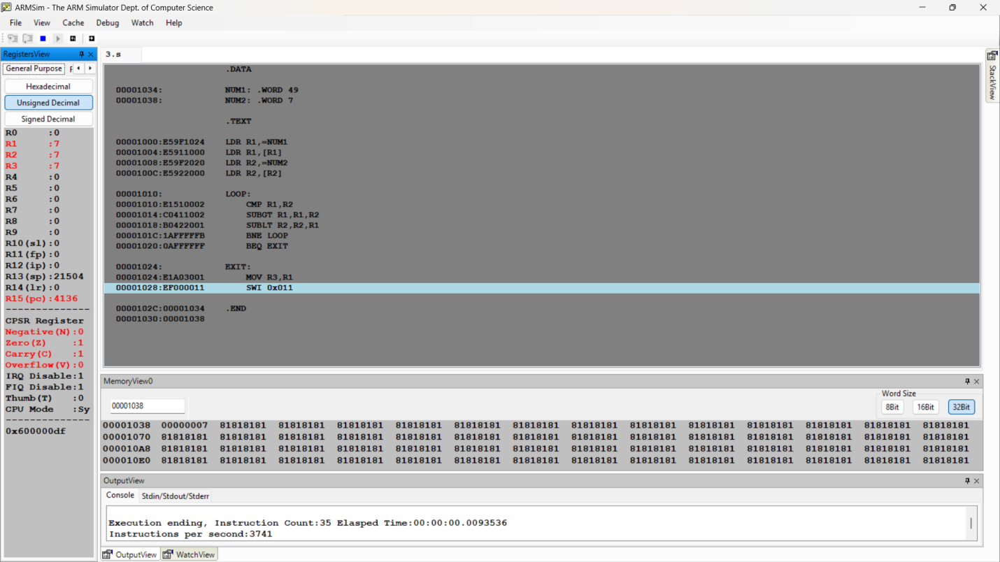 ARMSim - The ARM Simulator Dept. of Computer Science
File View Cache Debug Watch Help
RegistersView
General Purpose
Hexadecimal
Unsigned Decimal
Signed Decimal
R0 :0
R1 :7
R2 :7
R3 :7
R4 :0
R5 :0
R6 :0
R7 :0
R8 :0
R9 :0
R10(sl):0
R11(fp):0
R12(ip):0
R13(sp):21504
R14(lr):0
R15(pc):4136
---------------
CPSR Register
Negative(N):0
Zero(Z) :1
Carry(C) :1
Overflow(V):0
IRQ Disable:1
FIQ Disable:1
Thumb(T) :0
CPU Mode :Sy
---------------
0x600000df
3.s
.DATA
00001034: NUM1: .WORD 49
00001038: NUM2: .WORD 7
.TEXT
00001000:E59F1024 LDR R1,=NUM1
00001004:E5911000 LDR R1,[R1]
00001008:E59F2020 LDR R2,=NUM2
0000100C:E5922000 LDR R2,[R2]
00001010: LOOP:
00001010:E1510002 CMP R1,R2
00001014:C0411002 SUBGT R1,R1,R2
00001018:B0422001 SUBLT R2,R2,R1
0000101C:1AFFFFFB BNE LOOP
00001020:0AFFFFFF BEQ EXIT
00001024: EXIT:
00001024:E1A03001 MOV R3,R1
00001028:EF000011 SWI 0x011
0000102C:00001034 .END
00001030:00001038
StackView
MemoryView0
00001038
Word Size
8Bit 16Bit 32Bit
00001038 00000007 81818181 81818181 81818181 81818181 81818181 81818181 81818181 81818181 81818181 81818181 81818181 81818181 81818181
00001070 81818181 81818181 81818181 81818181 81818181 81818181 81818181 81818181 81818181 81818181 81818181 81818181 81818181 81818181
000010A8 81818181 81818181 81818181 81818181 81818181 81818181 81818181 81818181 81818181 81818181 81818181 81818181 81818181 81818181
000010E0 81818181 81818181 81818181 81818181 81818181 81818181 81818181 81818181 81818181 81818181 81818181 81818181 81818181 81818181
OutputView
Console Stdin/Stdout/Stderr
Execution ending, Instruction Count:35 Elasped Time:00:00:00.0093536
Instructions per second:3741
OutputView WatchView